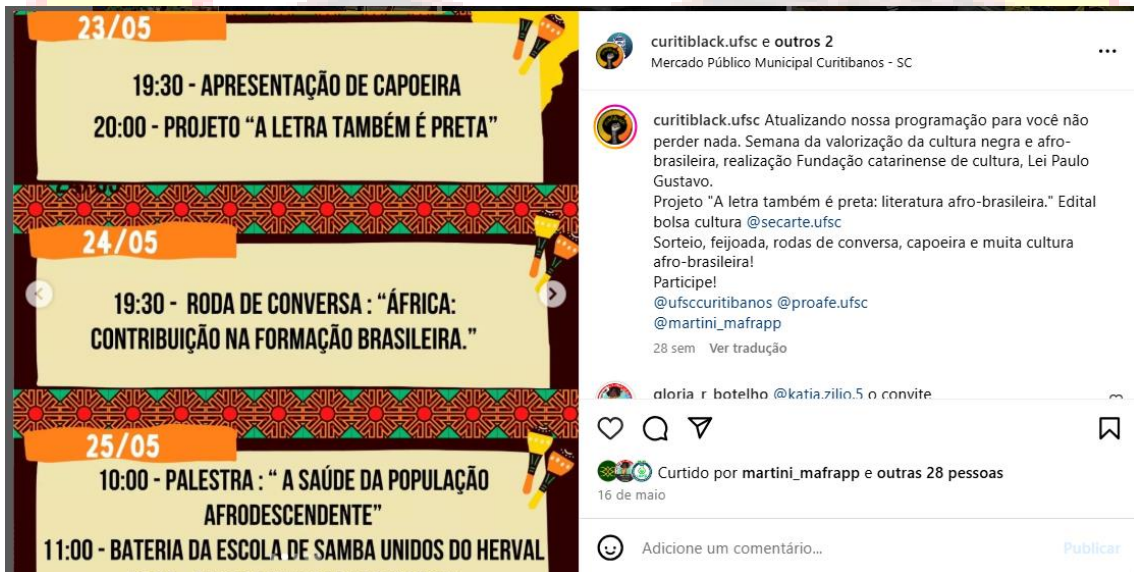 23/05
19:30 - APRESENTAÇÃO DE CAPOEIRA
20:00 - PROJETO “A LETRA TAMBÉM É PRETA”
24/05
19:30 - RODA DE CONVERSA : “ÁFRICA:
CONTRIBUIÇÃO NA FORMAÇÃO BRASILEIRA.”
25/05
10:00 - PALESTRA : “ A SAÚDE DA POPULAÇÃO
AFRODESCENDENTE”
11:00 - BATERIA DA ESCOLA DE SAMBA UNIDOS DO HERVAL
curitiblack.ufsc e outros 2
Mercado Público Municipal Curitibanos - SC
curitiblack.ufsc Atualizando nossa programação para você não
perder nada. Semana da valorização da cultura negra e afro-
brasileira, realização Fundação catarinense de cultura, Lei Paulo
Gustavo.
Projeto "A letra também é preta: literatura afro-brasileira." Edital
bolsa cultura @secarte.ufsc
Sorteio, feijoada, rodas de conversa, capoeira e muita cultura
afro-brasileira!
Participe!
@ufsccuritibanos @proafe.ufsc
@martini_mafrapp
28 sem Ver tradução
gloria_r_botelho @katia.zilio.5 o convite
Curtido por martini_mafrapp e outras 28 pessoas
16 de maio
Adicione um comentário...
Publicar